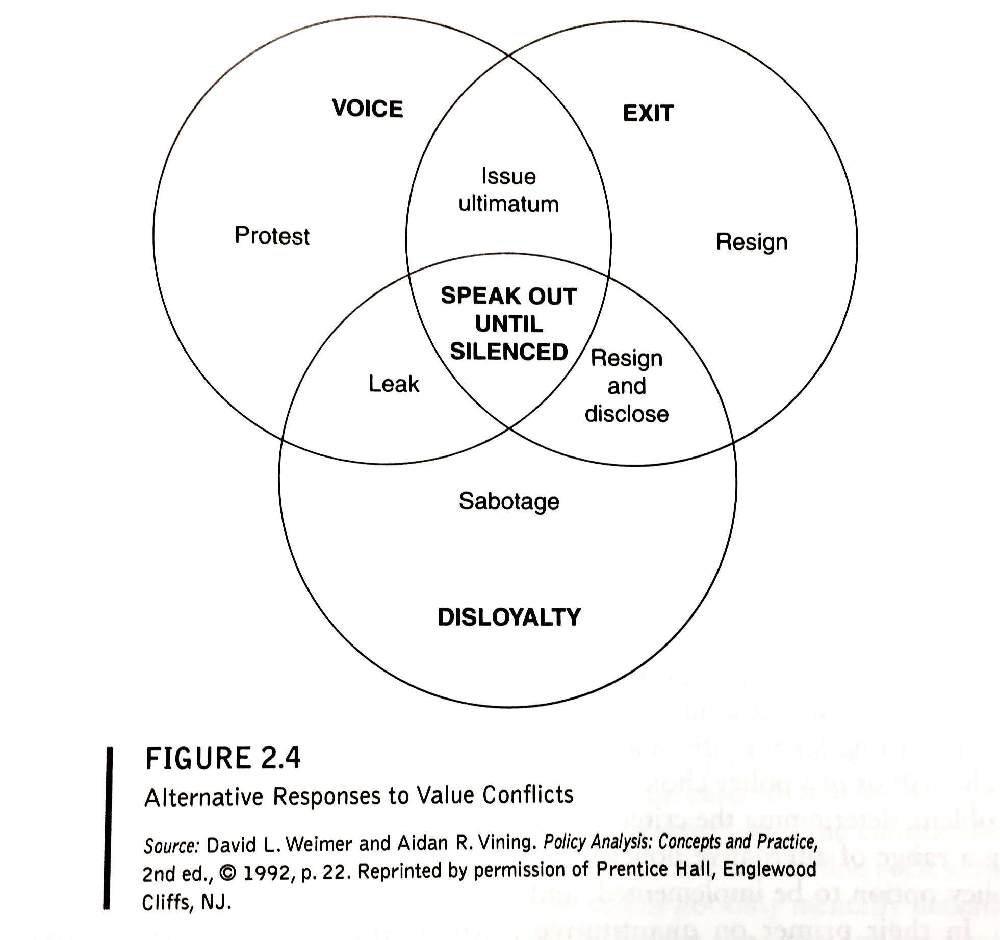 VOICE
EXIT
Issue
ultimatum
Protest
Resign
SPEAK OUT
UNTIL
SILENCED
Resign
and
disclose
Leak
Sabotage
DISLOYALTY
FIGURE 2.4
Alternative Responses to Value Conflicts
Source: David L. Weimer and Aidan R. Vining. Policy Analysis: Concepts and Practice,
2nd ed., © 1992, p. 22. Reprinted by permission of Prentice Hall, Englewood
Cliffs, NJ.